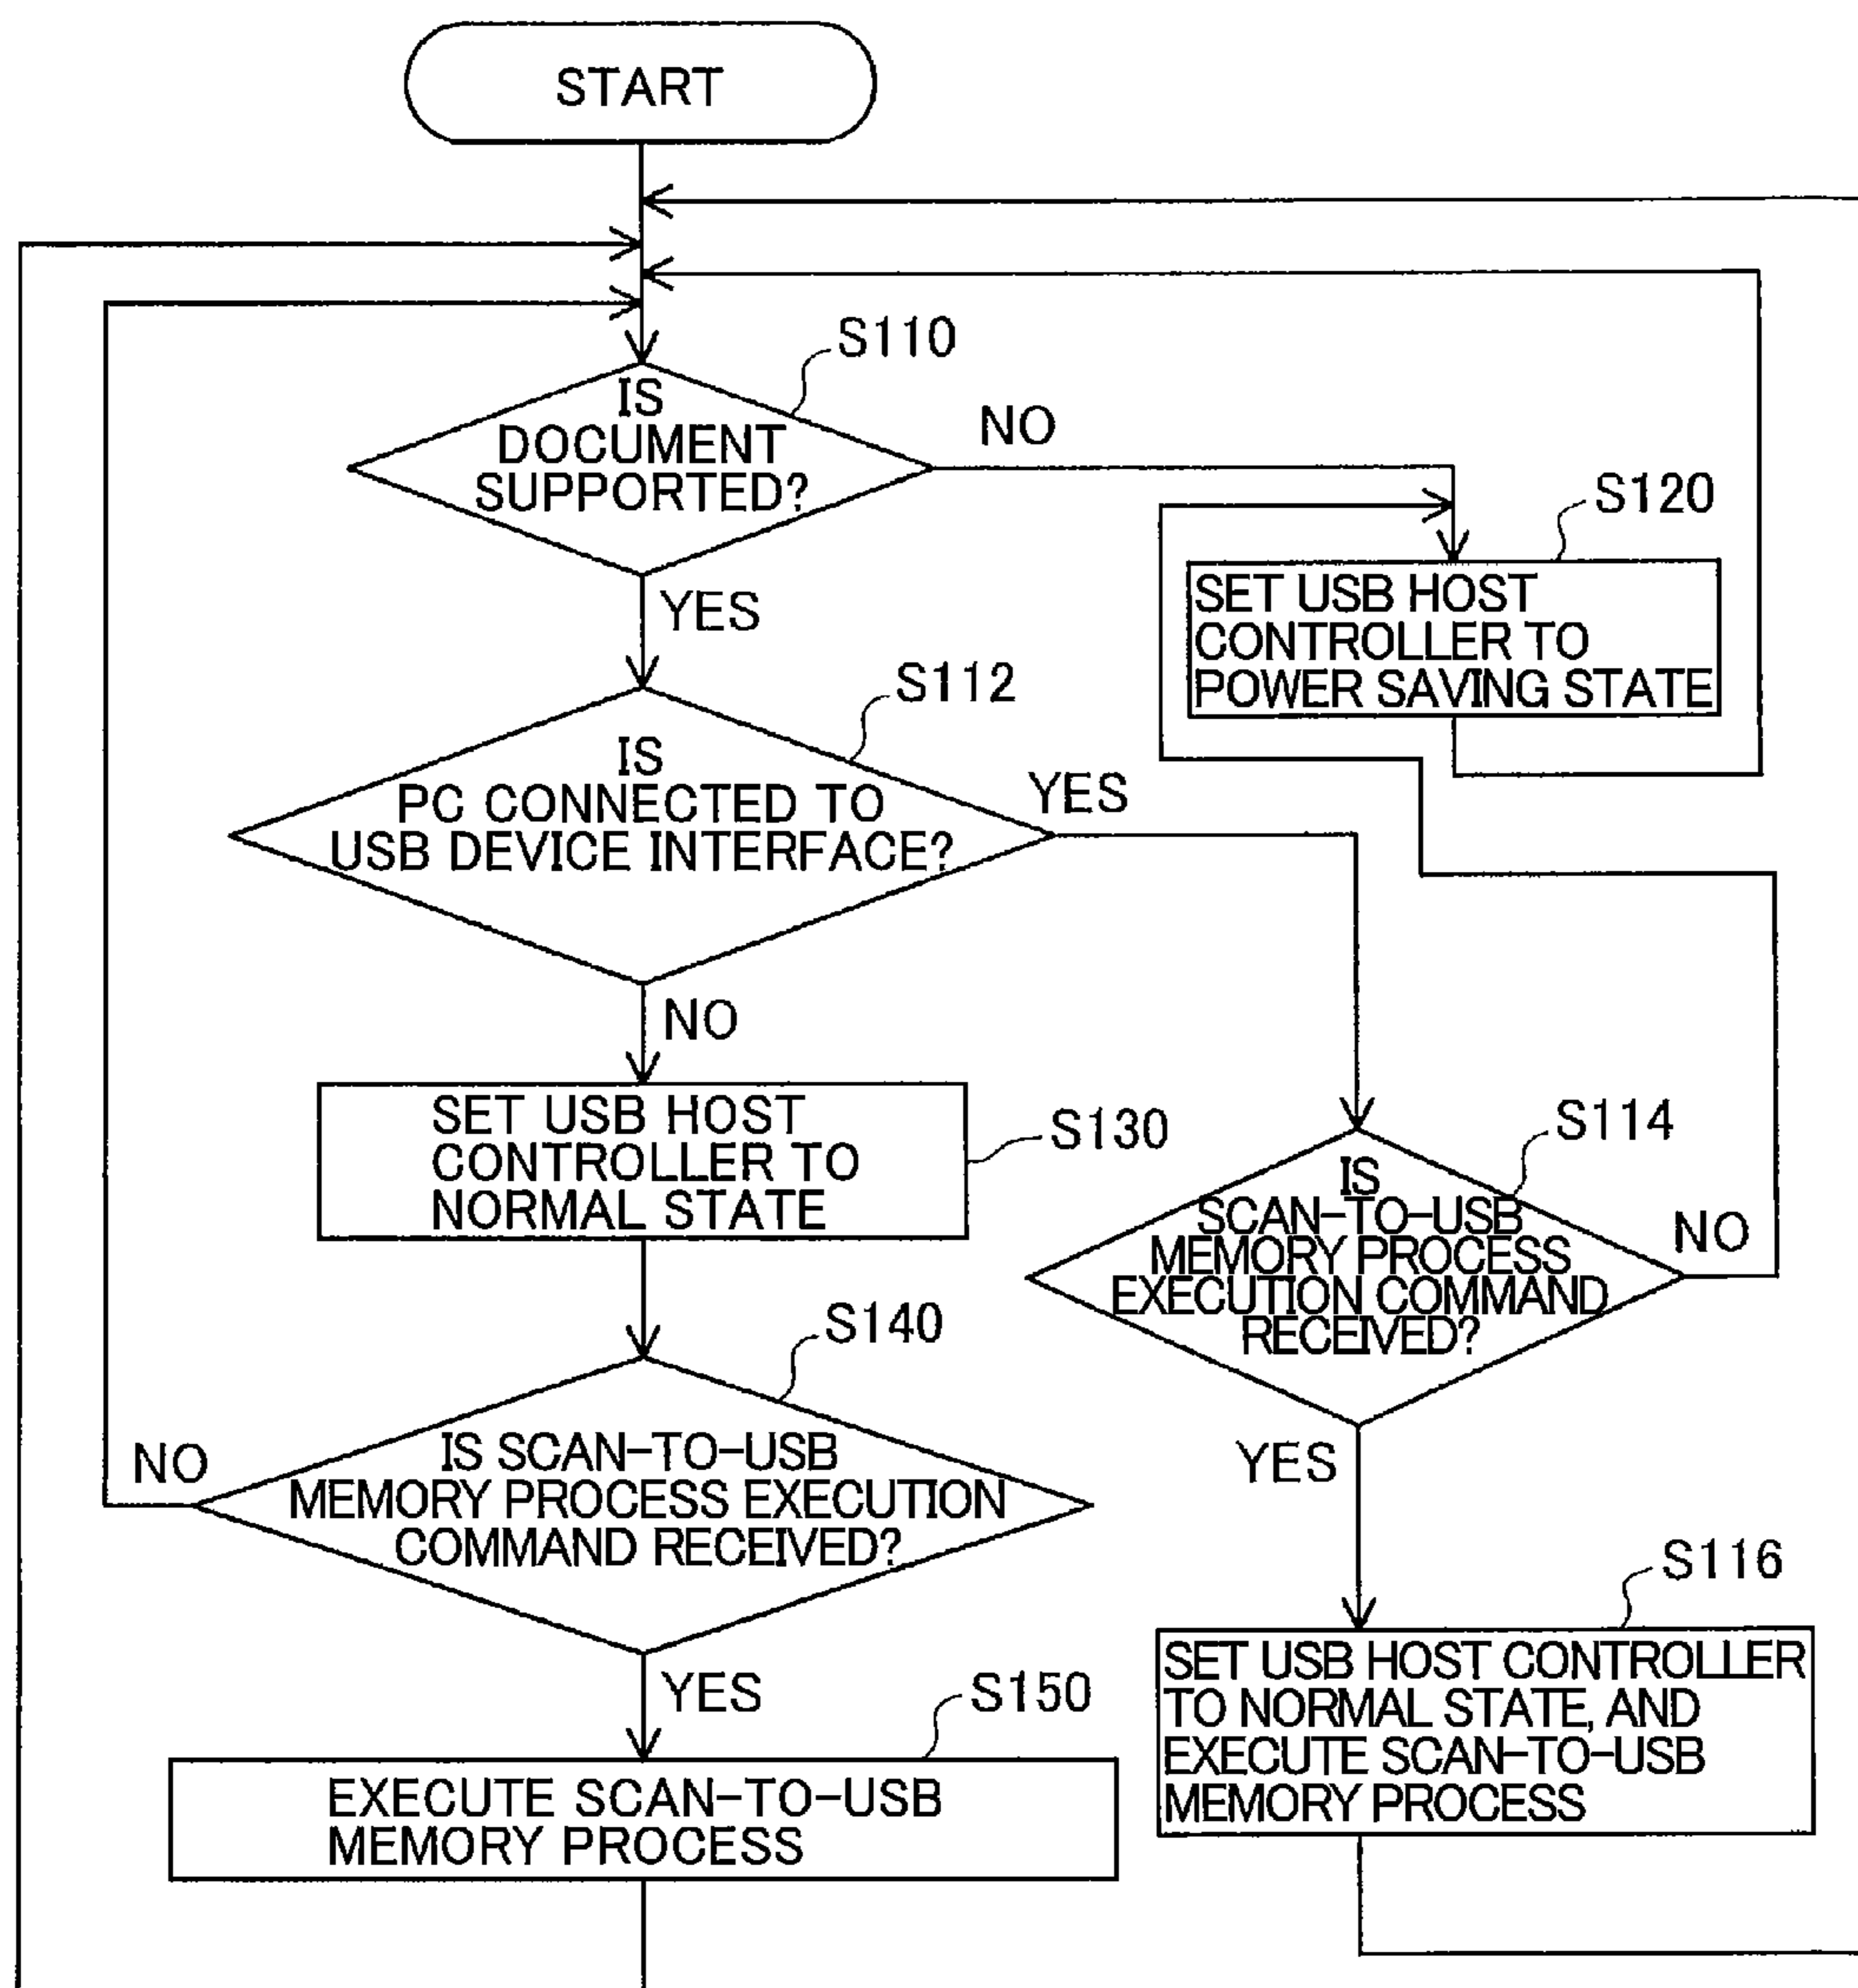 START
S110
IS
DOCUMENT
SUPPORTED?
NO
S120
SET USB HOST
CONTROLLER TO
POWER SAVING STATE
YES
S112
IS
PC CONNECTED TO
USB DEVICE INTERFACE?
YES
NO
SET USB HOST
CONTROLLER TO
NORMAL STATE
S130
S114
IS
SCAN-TO-USB
MEMORY PROCESS
EXECUTION COMMAND
RECEIVED?
NO
S140
IS SCAN-TO-USB
MEMORY PROCESS EXECUTION
COMMAND RECEIVED?
NO
YES
S116
SET USB HOST CONTROLLER
TO NORMAL STATE, AND
EXECUTE SCAN-TO-USB
MEMORY PROCESS
YES
S150
EXECUTE SCAN-TO-USB
MEMORY PROCESS